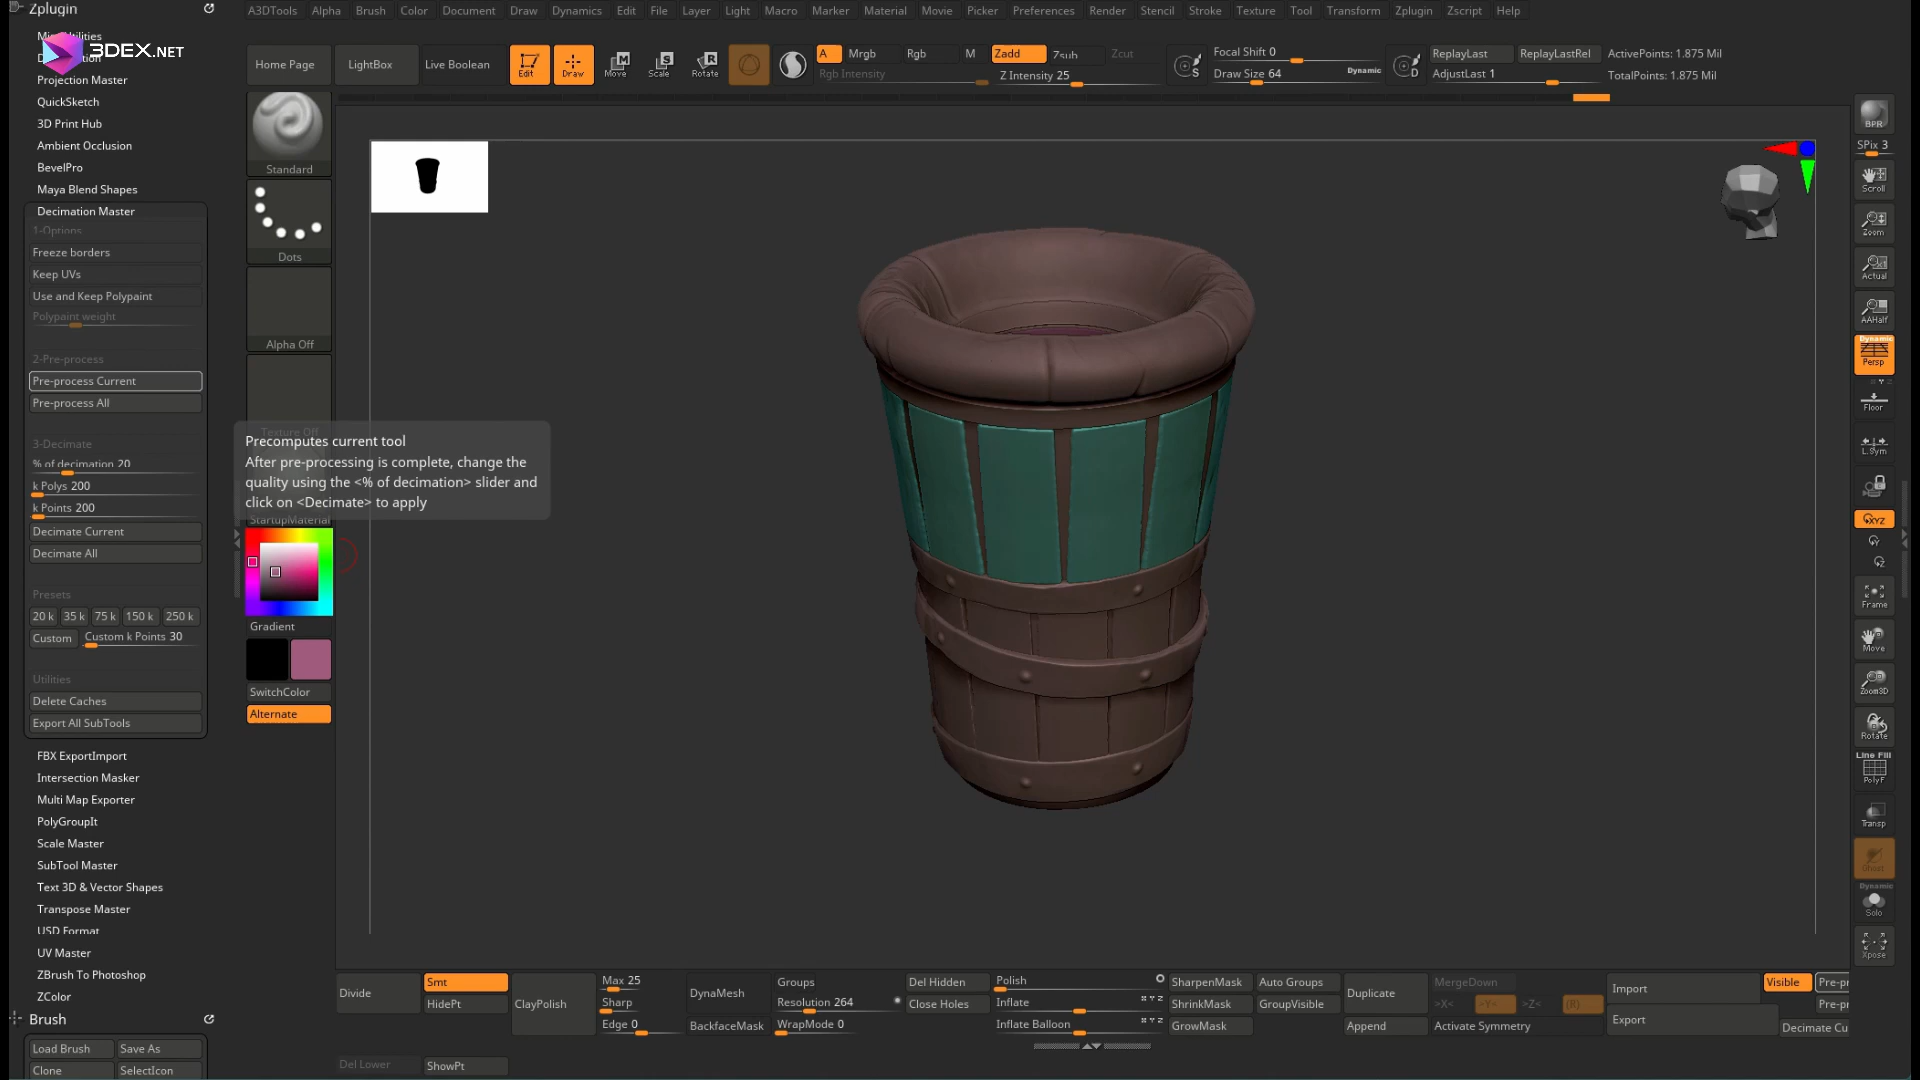 Zplugin
3DEX.NET
Projection Master
QuickSketch
3D Print Hub
Ambient Occlusion
BevelPro
Maya Blend Shapes
Decimation Master
1-Options
Freeze borders
Keep UVs
Use and Keep Polypaint
Polypaint weight
2-Pre-process
Pre-process Current
Pre-process All
3-Decimate
% of decimation 20
k Polys 200
k Points 200
Decimate Current
Decimate All
Presets
20 k 35 k 75 k 150 k 250 k
Custom Custom k Points 30
Utilities
Delete Caches
Export All SubTools
FBX ExportImport
Intersection Masker
Multi Map Exporter
PolyGroupIt
Scale Master
SubTool Master
Text 3D & Vector Shapes
Transpose Master
USD Format
UV Master
ZBrush To Photoshop
ZColor
Brush
Load Brush Save As
Clone SelectIcon
A3DTools Alpha Brush Color Document Draw Dynamics Edit File Layer Light Macro Marker Material Movie Picker Preferences Render Stencil Stroke Texture Tool Transform Zplugin Zscript Help
Home Page LightBox Live Boolean Edit Draw Move Scale Rotate
A Mrgb Rgb M Zadd Zsub Zcut
Rgb Intensity Z Intensity 25
Focal Shift 0
Draw Size 64 Dynamic
ReplayLast ReplayLastRel ActivePoints: 1.875 Mil
AdjustLast 1 TotalPoints: 1.875 Mil
Standard
Dots
Alpha Off
Texture Off
Precomputes current tool
After pre-processing is complete, change the
quality using the <% of decimation> slider and
click on <Decimate> to apply
StartupMaterial
Gradient
SwitchColor
Alternate
BPR
SPix 3
Scroll
Zoom
Actual
AAHalf
Dynamic
Persp
Floor
L.Sym
XYZ
Frame
Move
Zoom3D
Rotate
Line Fill
PolyF
Transp
Ghost
Dynamic
Solo
Xpose
Divide
Smt
HidePt
ClayPolish
Max 25
Sharp
Edge 0
DynaMesh
BackfaceMask
Groups
Resolution 264
WrapMode 0
Del Hidden
Close Holes
Polish
Inflate
Inflate Balloon
SharpenMask
ShrinkMask
GrowMask
Auto Groups
GroupVisible
Duplicate
Append
MergeDown
>X< >Y< >Z< (R)
Activate Symmetry
Import
Export
Visible Pre-pr
Pre-pr
Decimate Cu
Del Lower
ShowPt